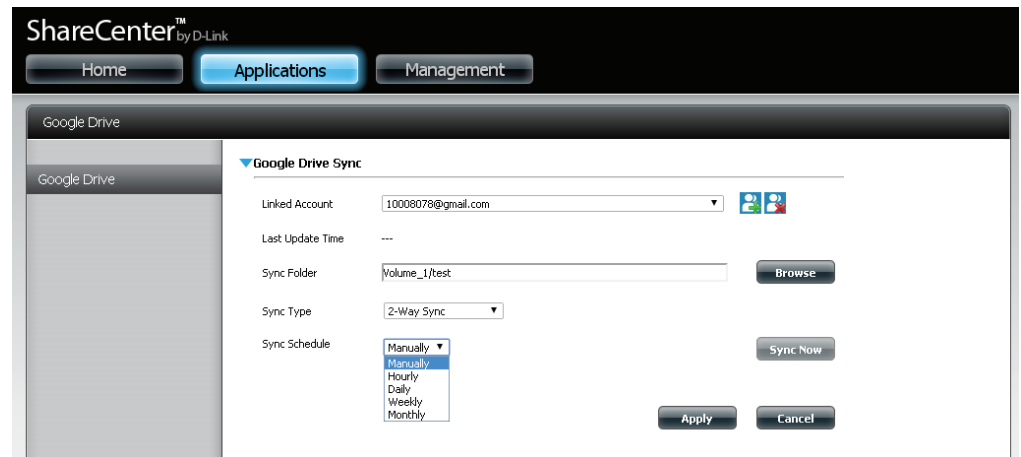 ShareCenter™ by D-Link
Home Applications Management
Google Drive
Google Drive
Google Drive Sync
Linked Account 10008078@gmail.com
Last Update Time ---
Sync Folder Volume_1/test Browse
Sync Type 2-Way Sync
Sync Schedule Manually Sync Now
Manually
Hourly
Daily
Weekly
Monthly
Apply Cancel